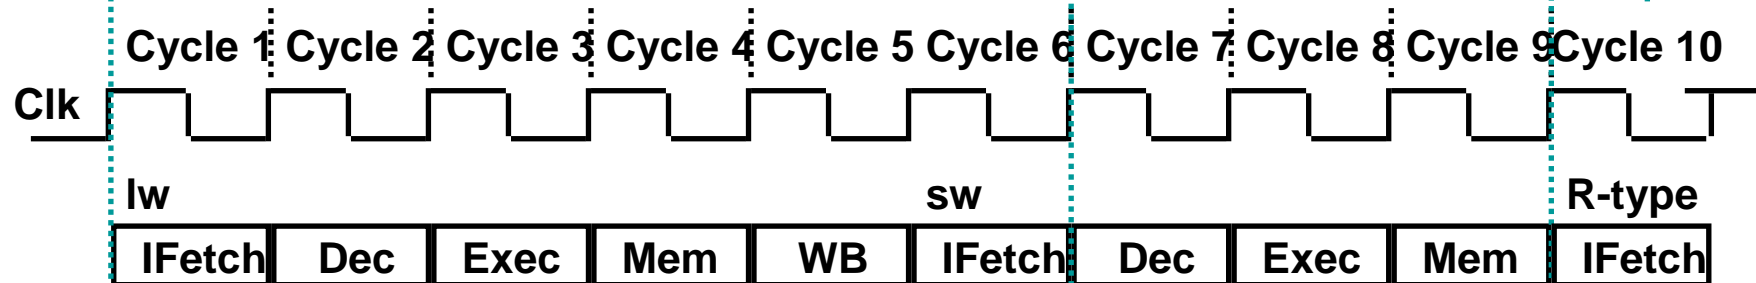 Cycle 1 Cycle 2 Cycle 3 Cycle 4 Cycle 5 Cycle 6 Cycle 7 Cycle 8 Cycle 9 Cycle 10
Clk
lw sw R-type
IFetch Dec Exec Mem WB IFetch Dec Exec Mem IFetch